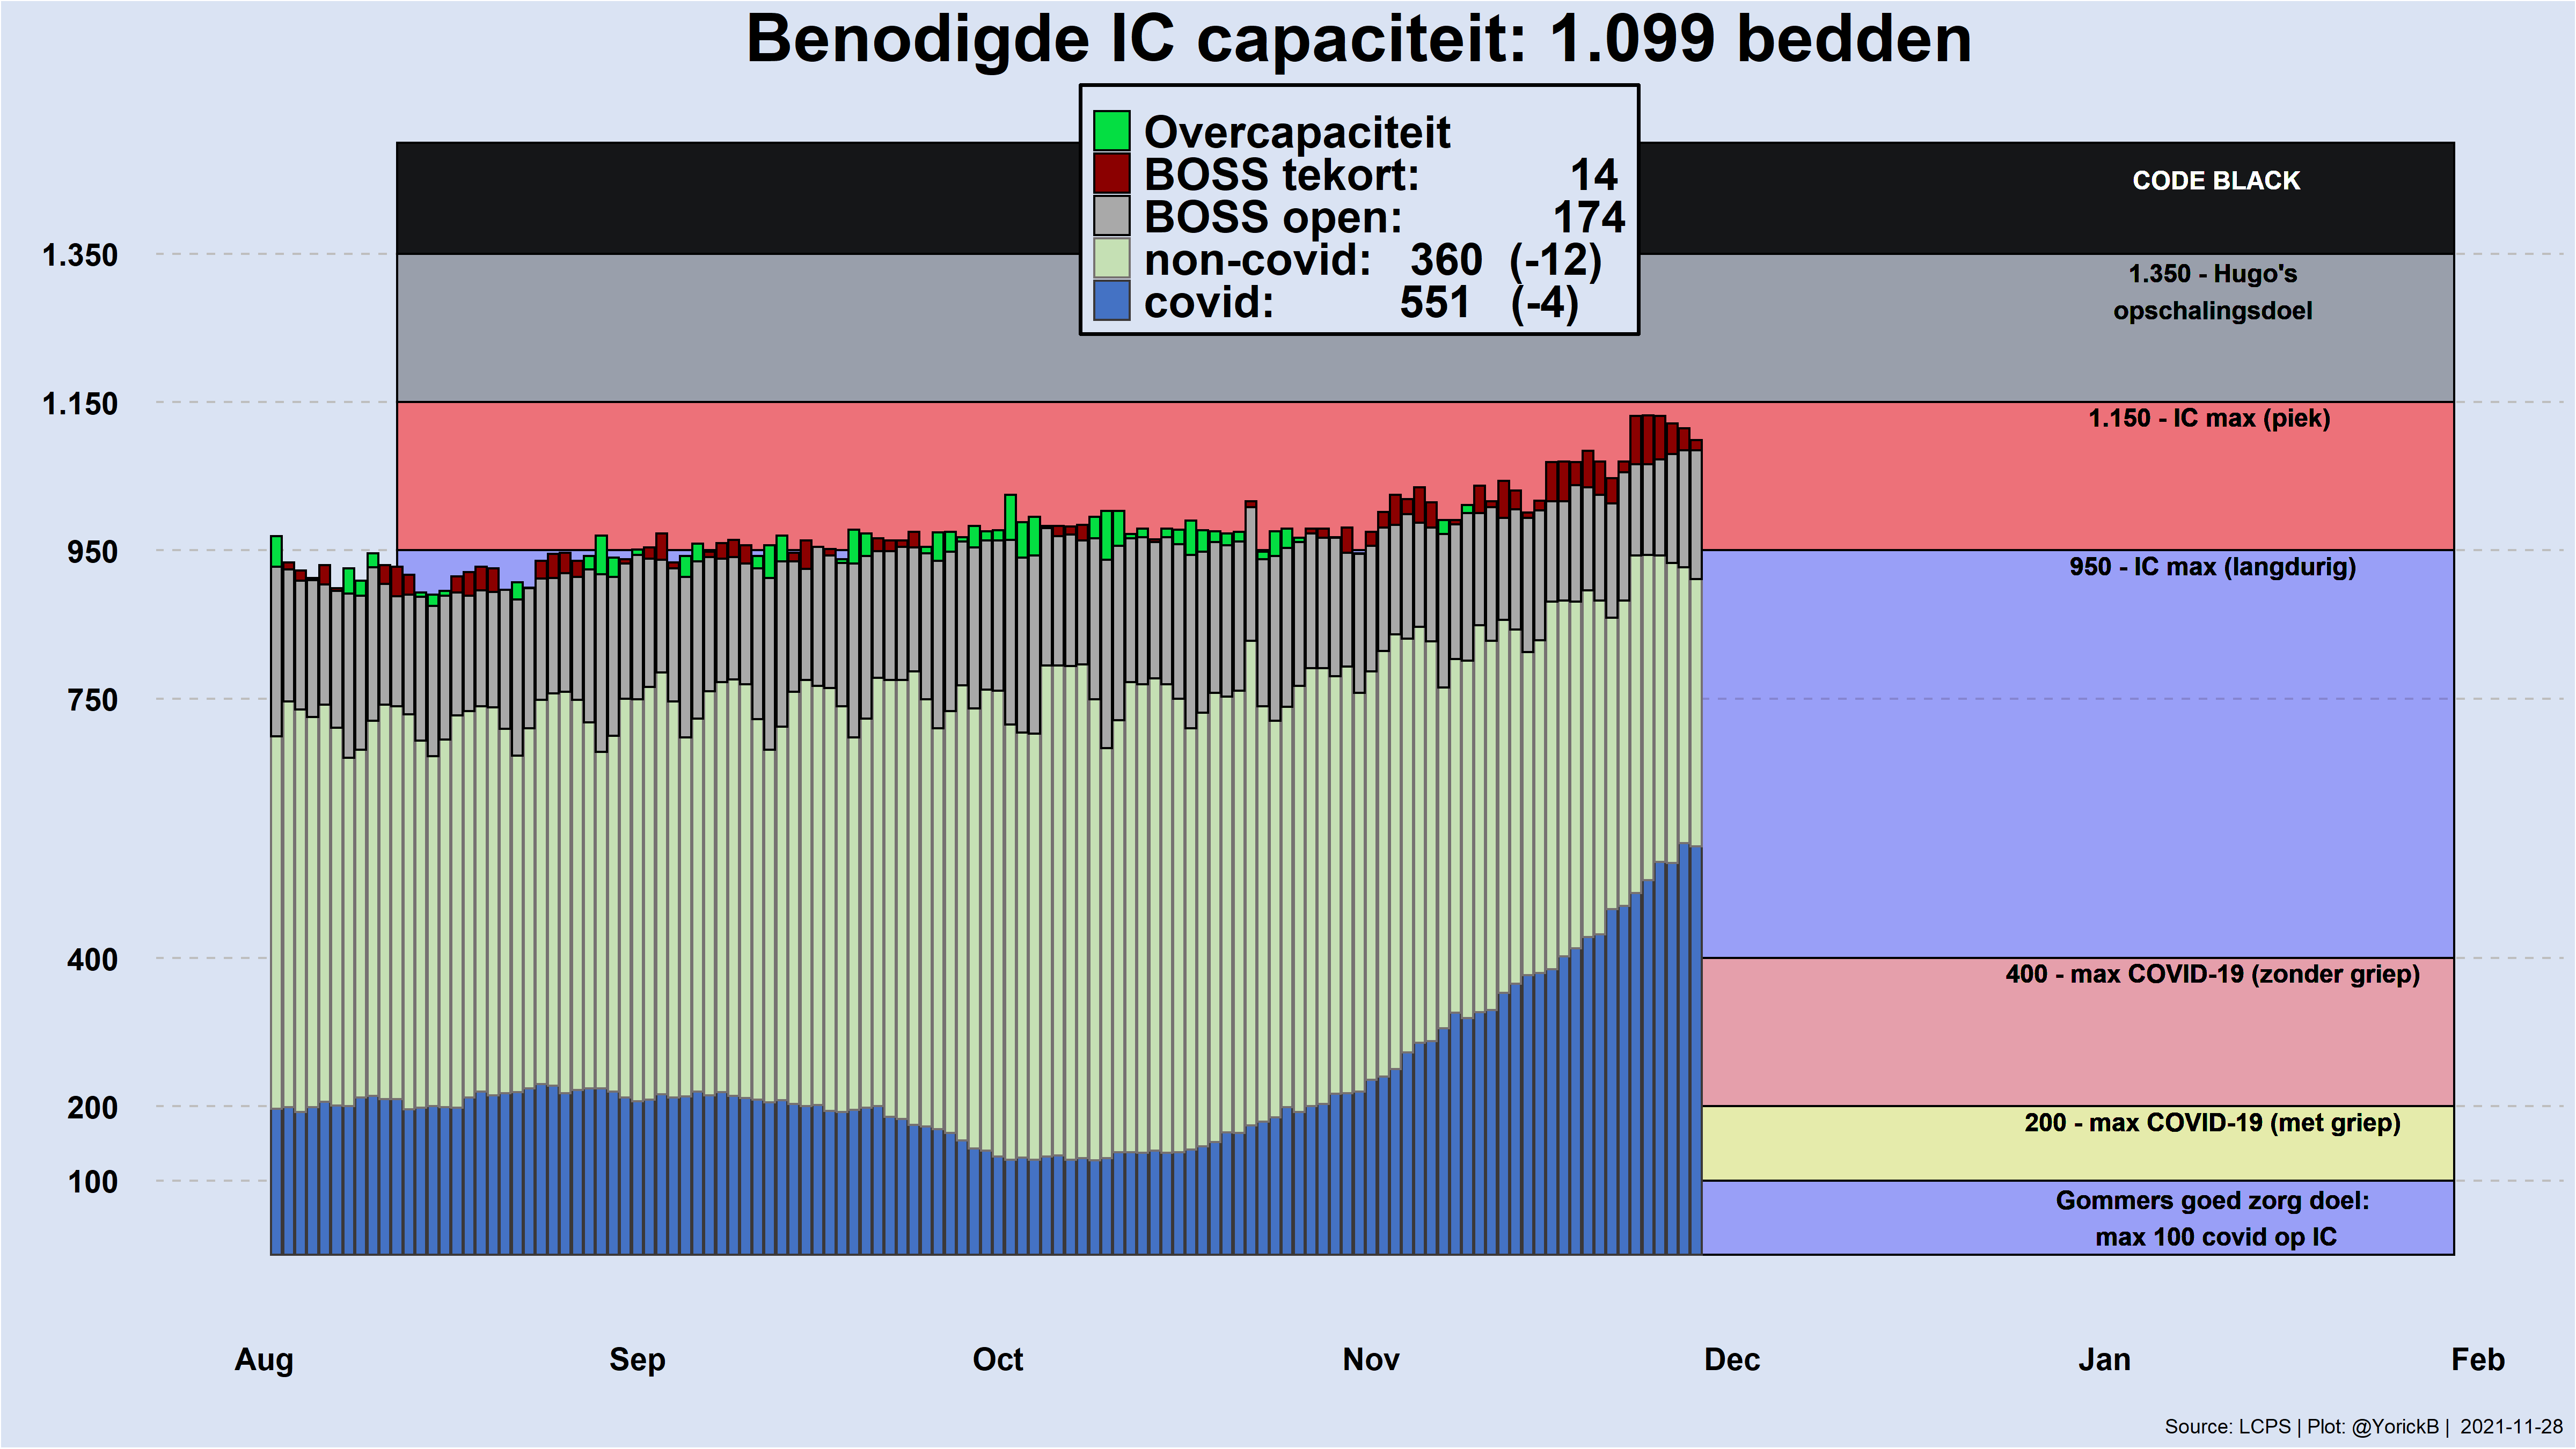 Benodigde IC capaciteit: 1.099 bedden
Overcapaciteit
BOSS tekort: 14
BOSS open: 174
non-covid: 360 (-12)
covid: 551 (-4)
CODE BLACK
1.350
1.350 - Hugo's
opschalingsdoel
1.150
1.150 - IC max (piek)
950
950 - IC max (langdurig)
750
400
400 - max COVID-19 (zonder griep)
200
200 - max COVID-19 (met griep)
100
Gommers goed zorg doel:
max 100 covid op IC
Aug Sep Oct Nov Dec Jan Feb
Source: LCPS | Plot: @YorickB | 2021-11-28